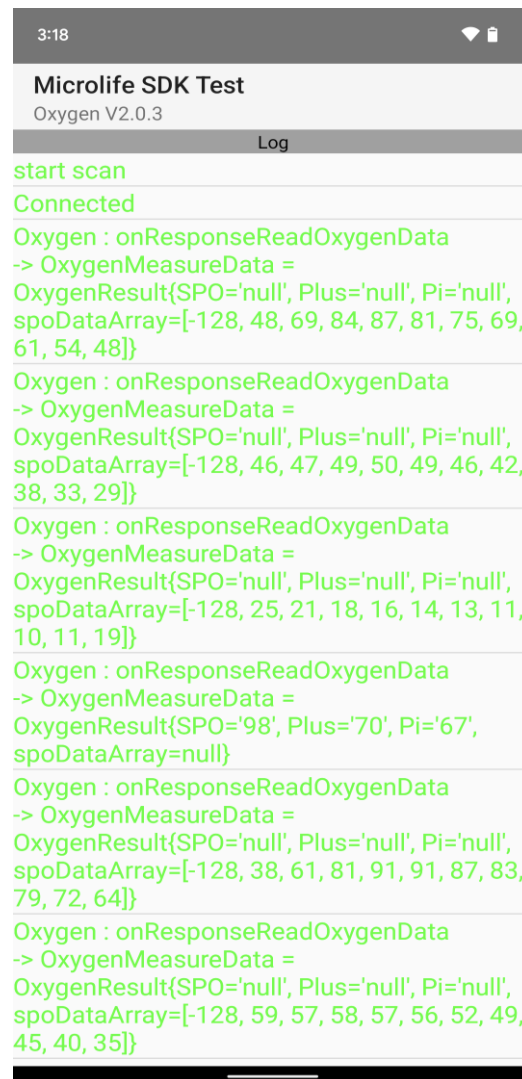 3:18
Microlife SDK Test
Oxygen V2.0.3
Log
start scan
Connected
Oxygen : onResponseReadOxygenData
-> OxygenMeasureData =
OxygenResult{SPO='null', Plus='null', Pi='null',
spoDataArray=[-128, 48, 69, 84, 87, 81, 75, 69,
61, 54, 48]}
Oxygen : onResponseReadOxygenData
-> OxygenMeasureData =
OxygenResult{SPO='null', Plus='null', Pi='null',
spoDataArray=[-128, 46, 47, 49, 50, 49, 46, 42,
38, 33, 29]}
Oxygen : onResponseReadOxygenData
-> OxygenMeasureData =
OxygenResult{SPO='null', Plus='null', Pi='null',
spoDataArray=[-128, 25, 21, 18, 16, 14, 13, 11,
10, 11, 19]}
Oxygen : onResponseReadOxygenData
-> OxygenMeasureData =
OxygenResult{SPO='98', Plus='70', Pi='67',
spoDataArray=null}
Oxygen : onResponseReadOxygenData
-> OxygenMeasureData =
OxygenResult{SPO='null', Plus='null', Pi='null',
spoDataArray=[-128, 38, 61, 81, 91, 91, 87, 83,
79, 72, 64]}
Oxygen : onResponseReadOxygenData
-> OxygenMeasureData =
OxygenResult{SPO='null', Plus='null', Pi='null',
spoDataArray=[-128, 59, 57, 58, 57, 56, 52, 49,
45, 40, 35]}